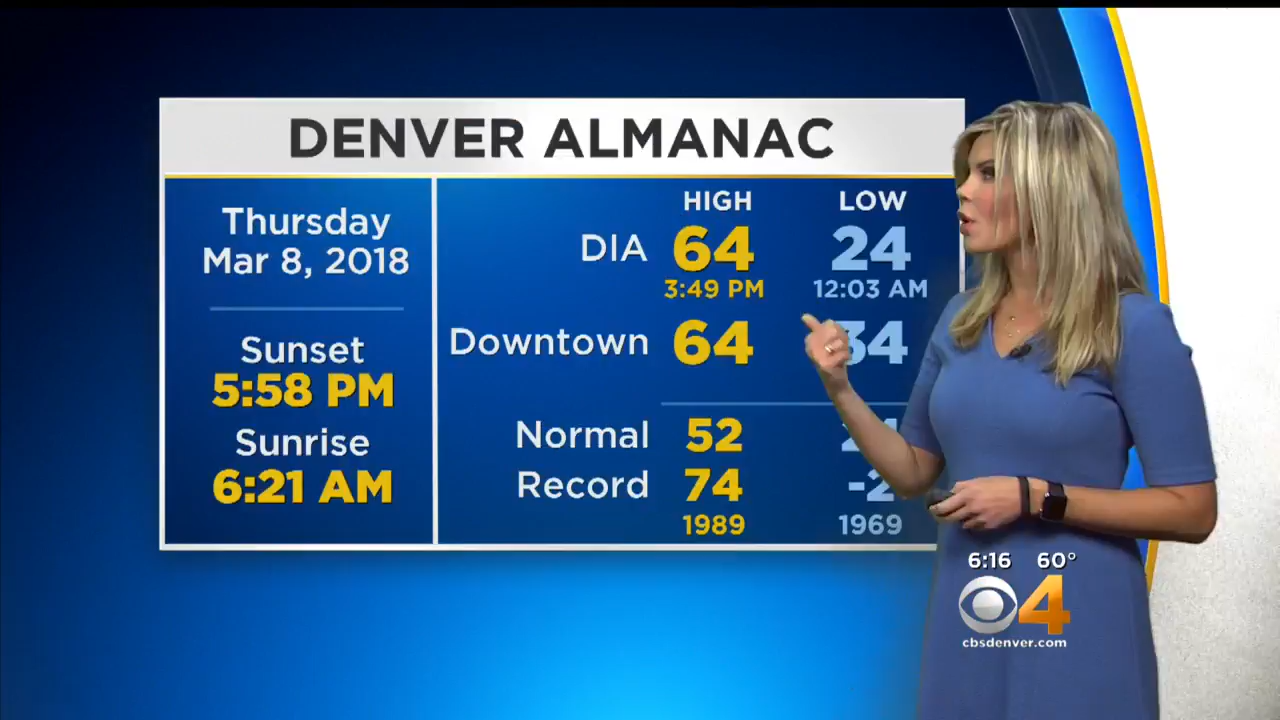 DENVER ALMANAC
Thursday
Mar 8, 2018
Sunset
5:58 PM
Sunrise
6:21 AM
HIGH LOW
DIA 64 24
3:49 PM 12:03 AM
Downtown 64 34
Normal 52
Record 74
1989 1969
6:16 60°
4
cbsdenver.com